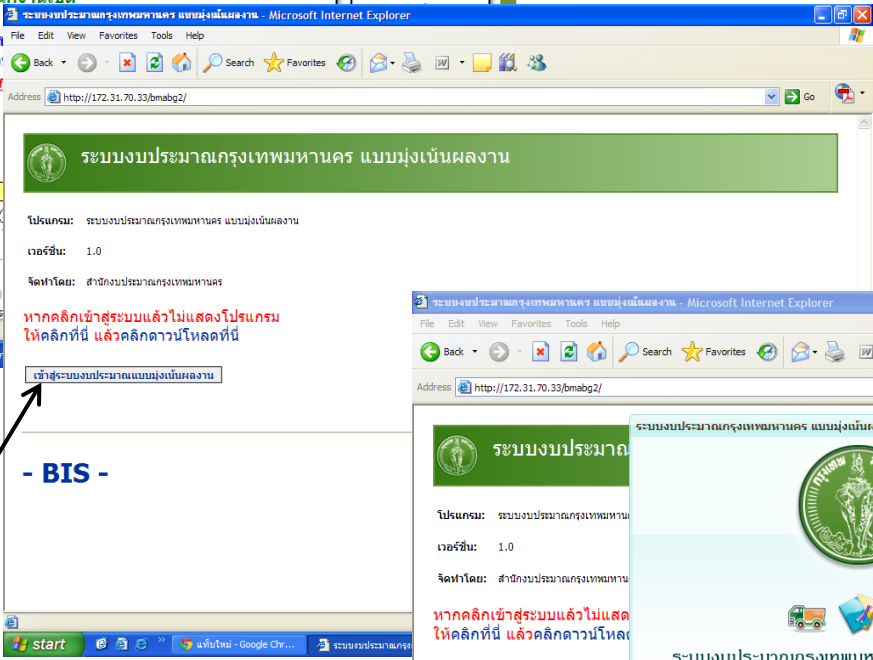 ระบบงบประมาณกรุงเทพมหานคร แบบมุ่งเน้นผลงาน - Microsoft Internet Explorer
File Edit View Favorites Tools Help
Back Search Favorites
Address http://172.31.70.33/bmabg2/ Go
ระบบงบประมาณกรุงเทพมหานคร แบบมุ่งเน้นผลงาน
โปรแกรม: ระบบงบประมาณกรุงเทพมหานคร แบบมุ่งเน้นผลงาน
เวอร์ชั่น: 1.0
จัดทำโดย: สำนักงบประมาณกรุงเทพมหานคร
หากคลิกเข้าสู่ระบบแล้วไม่แสดงโปรแกรม
ให้คลิกที่นี่ แล้วคลิกดาวน์โหลดที่นี่
เข้าสู่ระบบงบประมาณแบบมุ่งเน้นผลงาน
- BIS -
start แท็บใหม่ - Google Chr... ระบบงบประมาณกรุง
ระบบงบประมาณกรุงเทพมหานคร แบบมุ่งเน้นผลงาน - Microsoft Internet Explorer
File Edit View Favorites Tools Help
Back Search Favorites
Address http://172.31.70.33/bmabg2/
ระบบงบประมาณกรุงเทพมหานคร แบบมุ่งเน้นผ
ระบบงบประมาณ
โปรแกรม: ระบบงบประมาณกรุงเทพมหาน
เวอร์ชั่น: 1.0
จัดทำโดย: สำนักงบประมาณกรุงเทพมหาน
หากคลิกเข้าสู่ระบบแล้วไม่แสด
ให้คลิกที่นี่ แล้วคลิกดาวน์โหล
ระบบงบประมาณกรุงเทพมห